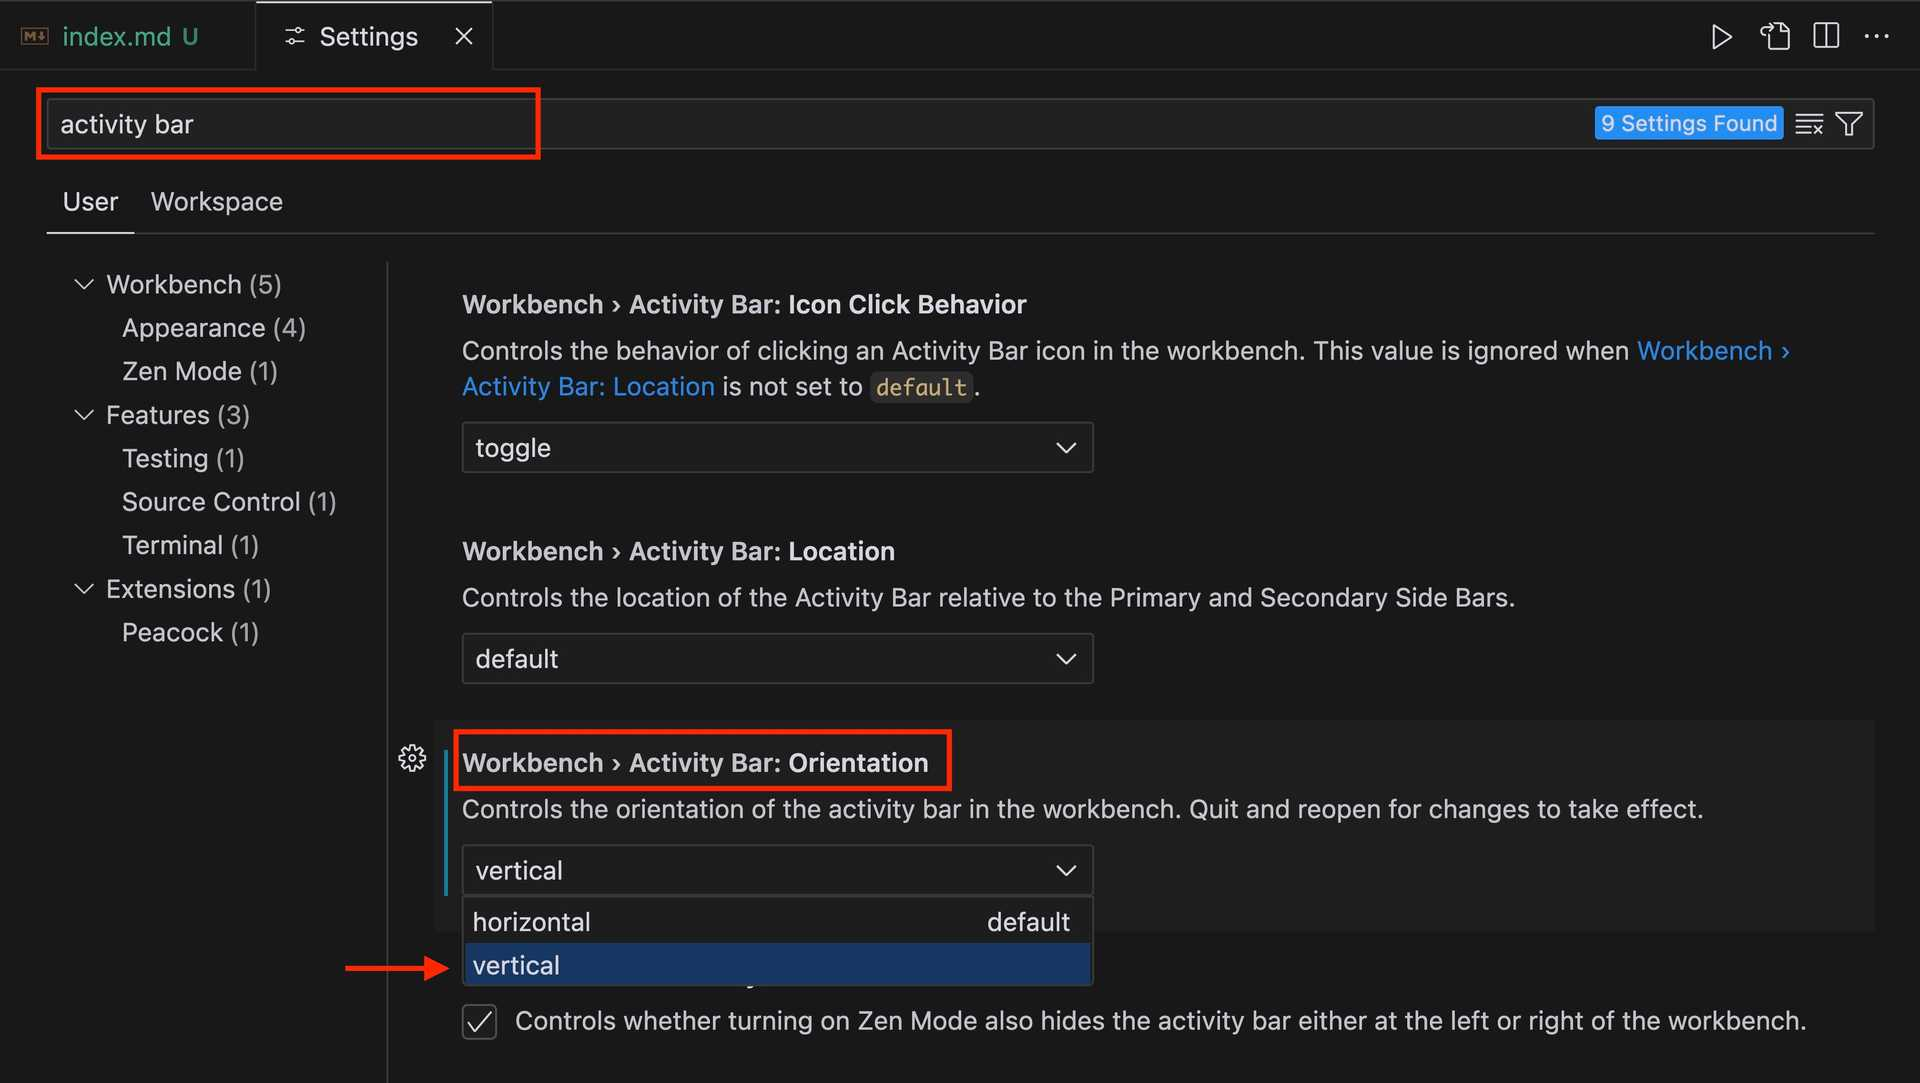 index.md U
Settings
activity bar
9 Settings Found
User Workspace
Workbench (5)
Appearance (4)
Zen Mode (1)
Features (3)
Testing (1)
Source Control (1)
Terminal (1)
Extensions (1)
Peacock (1)
Workbench › Activity Bar: Icon Click Behavior
Controls the behavior of clicking an Activity Bar icon in the workbench. This value is ignored when Workbench ›
Activity Bar: Location is not set to default.
toggle
Workbench › Activity Bar: Location
Controls the location of the Activity Bar relative to the Primary and Secondary Side Bars.
default
Workbench › Activity Bar: Orientation
Controls the orientation of the activity bar in the workbench. Quit and reopen for changes to take effect.
vertical
horizontal default
vertical
Controls whether turning on Zen Mode also hides the activity bar either at the left or right of the workbench.